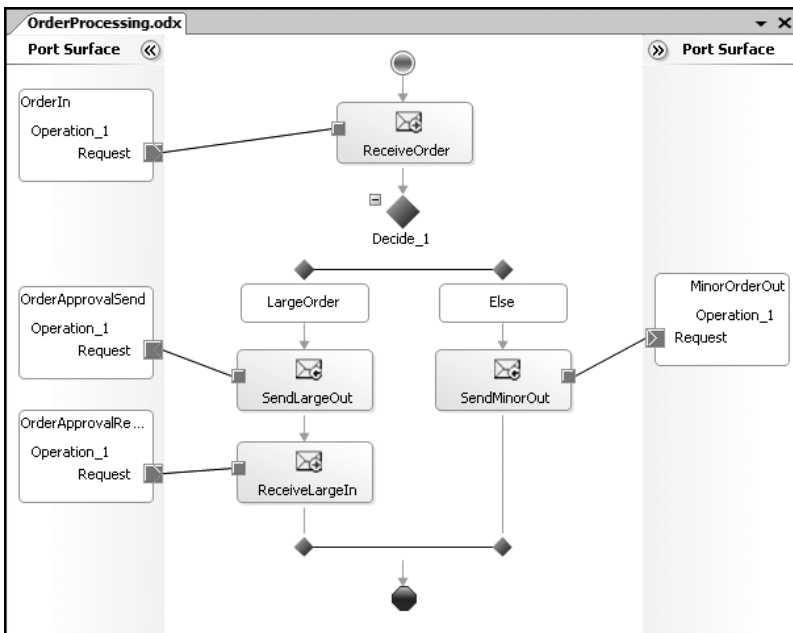 OrderProcessing.odx
Port Surface
Port Surface
OrderIn
Operation_1
Request
ReceiveOrder
Decide_1
LargeOrder
Else
OrderApprovalSend
Operation_1
Request
MinorOrderOut
Operation_1
Request
SendLargeOut
SendMinorOut
OrderApprovalRe...
Operation_1
Request
ReceiveLargeIn